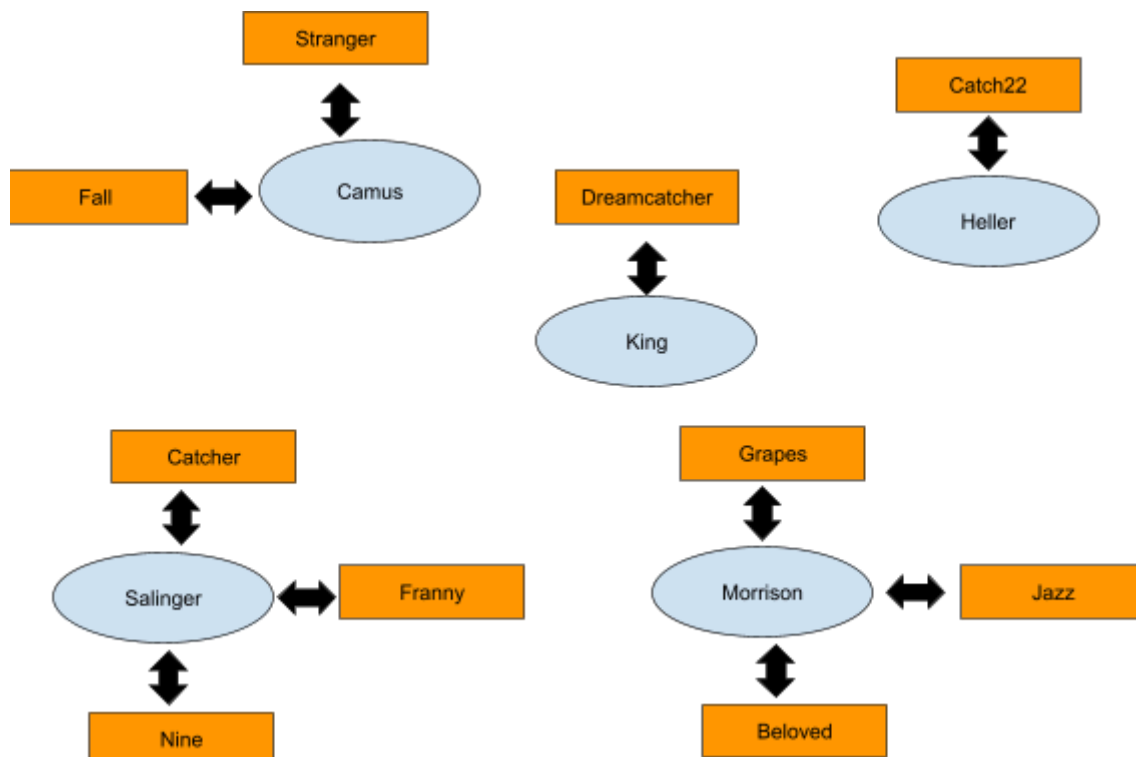 Stranger
Catch22
Fall
Camus
Dreamcatcher
Heller
King
Catcher
Grapes
Salinger
Franny
Morrison
Jazz
Nine
Beloved